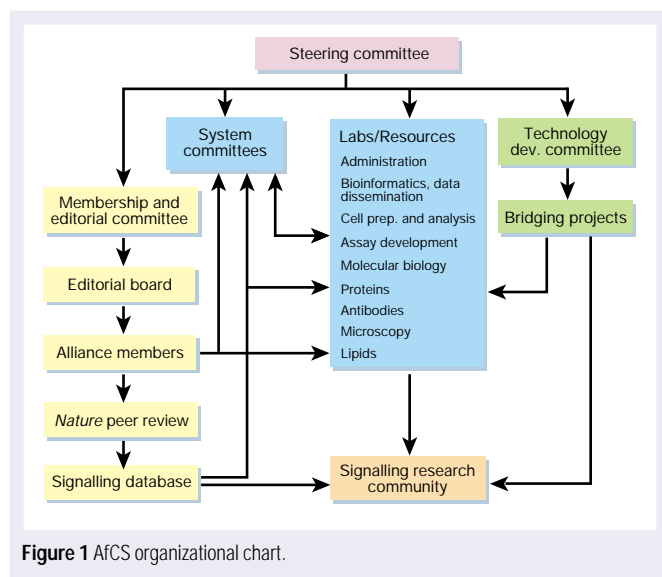 Steering committee
System
committees
Labs/Resources
Administration
Bioinformatics, data
dissemination
Cell prep. and analysis
Assay development
Molecular biology
Proteins
Antibodies
Microscopy
Lipids
Technology
dev. committee
Bridging projects
Membership and
editorial committee
Editorial board
Alliance members
Nature peer review
Signalling database
Signalling research
community
Figure 1 AfCS organizational chart.